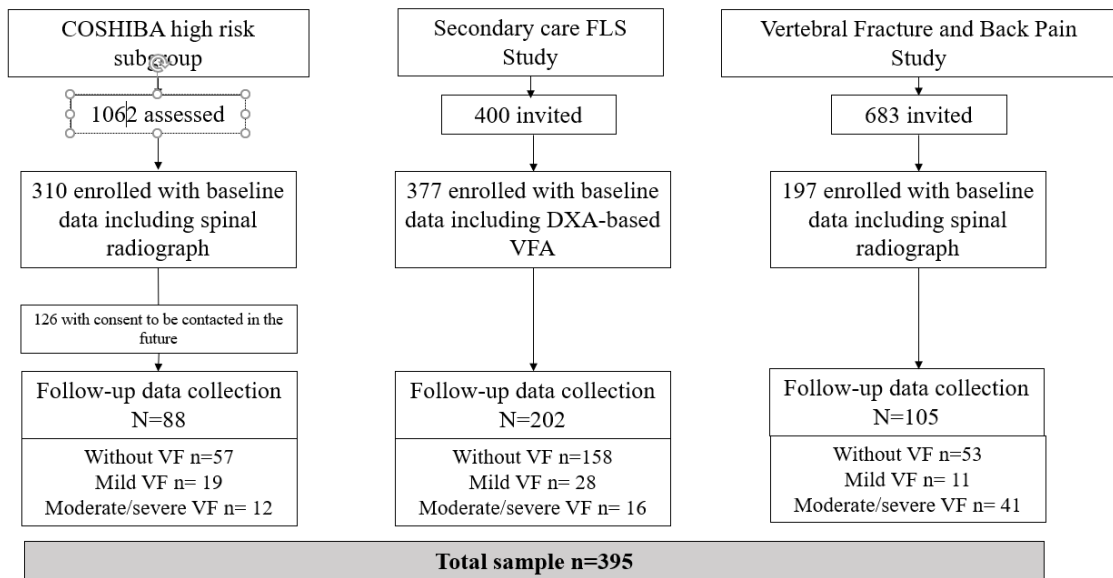 COSHIBA high risk
subgroup
1062 assessed
310 enrolled with baseline
data including spinal
radiograph
126 with consent to be contacted in the
future
Follow-up data collection
N=88
Without VF n=57
Mild VF n= 19
Moderate/severe VF n= 12
Secondary care FLS
Study
400 invited
377 enrolled with baseline
data including DXA-based
VFA
Follow-up data collection
N=202
Without VF n=158
Mild VF n= 28
Moderate/severe VF n= 16
Vertebral Fracture and Back Pain
Study
683 invited
197 enrolled with baseline
data including spinal
radiograph
Follow-up data collection
N=105
Without VF n=53
Mild VF n= 11
Moderate/severe VF n= 41
Total sample n=395